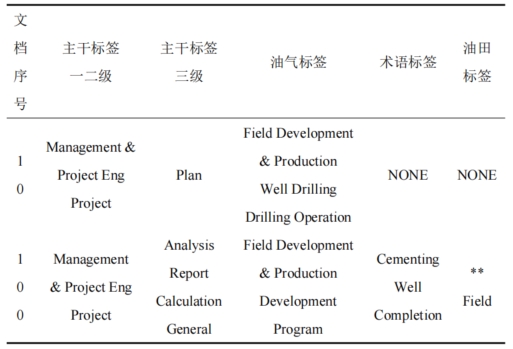 文档序号 主干标签一二级 主干标签三级 油气标签 术语标签 油田标签
10 Management & Project Eng Project Plan Field Development & Production Well Drilling Drilling Operation NONE NONE
100 Management & Project Eng Project Analysis Report Calculation General Field Development & Production Development Program Cementing Well Completion ** Field